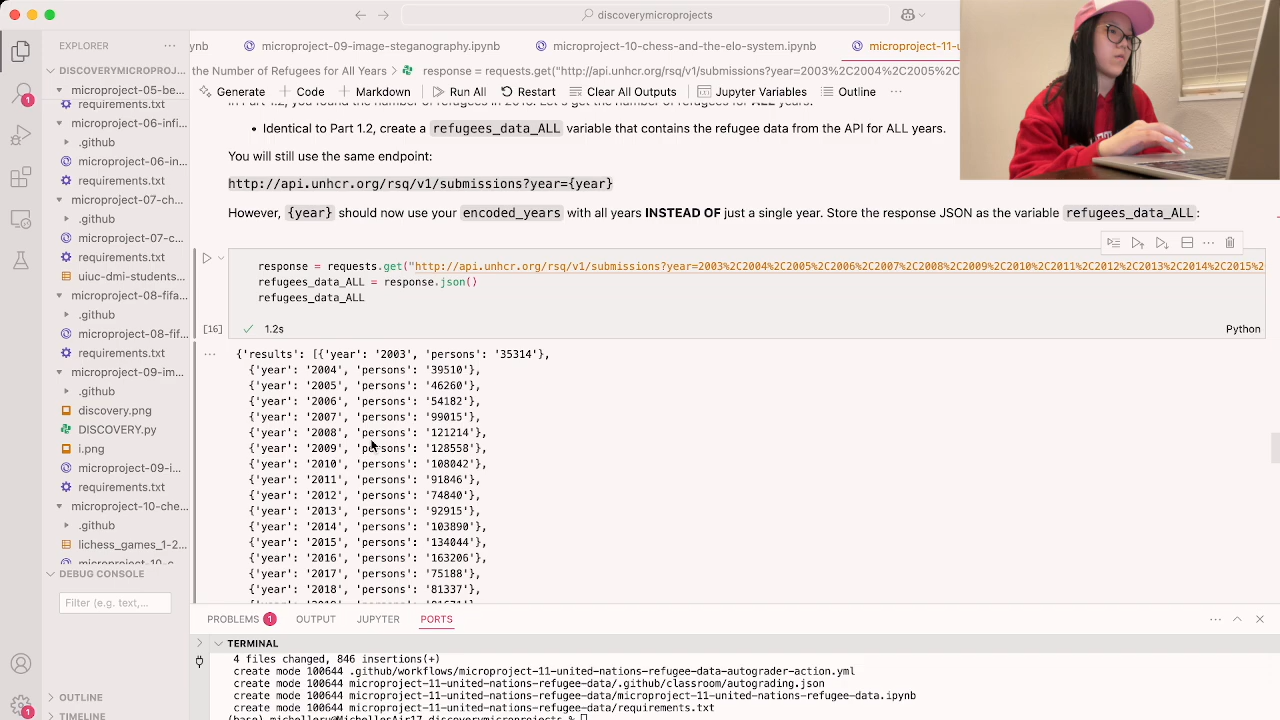 discoverymicroprojects
EXPLORER
ynb
microproject-09-image-steganography.ipynb
microproject-10-chess-and-the-elo-system.ipynb
microproject-11-u
DISCOVERYMICROPROJ...
microproject-05-be...
requirements.txt
microproject-06-infi...
.github
microproject-06-in...
requirements.txt
microproject-07-ch...
.github
microproject-07-c...
requirements.txt
uiuc-dmi-students...
microproject-08-fifa...
.github
microproject-08-fif...
requirements.txt
microproject-09-im...
.github
discovery.png
DISCOVERY.py
i.png
microproject-09-i...
requirements.txt
microproject-10-che...
.github
lichess_games_1-2...
microproject-10-c...
DEBUG CONSOLE
Filter (e.g. text,...
OUTLINE
TIMELINE
1
1
the Number of Refugees for All Years
response = requests.get("http://api.unhcr.org/rsq/v1/submissions?year=2003%2C2004%2C2005%
Generate
Code
Markdown
Run All
Restart
Clear All Outputs
Jupyter Variables
Outline
...
• Identical to Part 1.2, create a refugees_data_ALL variable that contains the refugee data from the API for ALL years.
You will still use the same endpoint:
http://api.unhcr.org/rsq/v1/submissions?year={year}
However, {year} should now use your encoded_years with all years INSTEAD OF just a single year. Store the response JSON as the variable refugees_data_ALL:
response = requests.get("http://api.unhcr.org/rsq/v1/submissions?year=2003%2C2004%2C2005%2C2006%2C2007%2C2008%2C2009%2C2010%2C2011%2C2012%2C2013%2C2014%2C2015%2
refugees_data_ALL = response.json()
refugees_data_ALL
[16]
1.2s
Python
{'results': [{'year': '2003', 'persons': '35314'},
{'year': '2004', 'persons': '39510'},
{'year': '2005', 'persons': '46260'},
{'year': '2006', 'persons': '54182'},
{'year': '2007', 'persons': '99015'},
{'year': '2008', 'persons': '121214'},
{'year': '2009', 'persons': '128558'},
{'year': '2010', 'persons': '108042'},
{'year': '2011', 'persons': '91846'},
{'year': '2012', 'persons': '74840'},
{'year': '2013', 'persons': '92915'},
{'year': '2014', 'persons': '103890'},
{'year': '2015', 'persons': '134044'},
{'year': '2016', 'persons': '163206'},
{'year': '2017', 'persons': '75188'},
{'year': '2018', 'persons': '81337'},
PROBLEMS 1
OUTPUT
JUPYTER
PORTS
TERMINAL
4 files changed, 846 insertions(+)
create mode 100644 .github/workflows/microproject-11-united-nations-refugee-data-autograder-action.yml
create mode 100644 microproject-11-united-nations-refugee-data/.github/classroom/autograding.json
create mode 100644 microproject-11-united-nations-refugee-data/microproject-11-united-nations-refugee-data.ipynb
create mode 100644 microproject-11-united-nations-refugee-data/requirements.txt